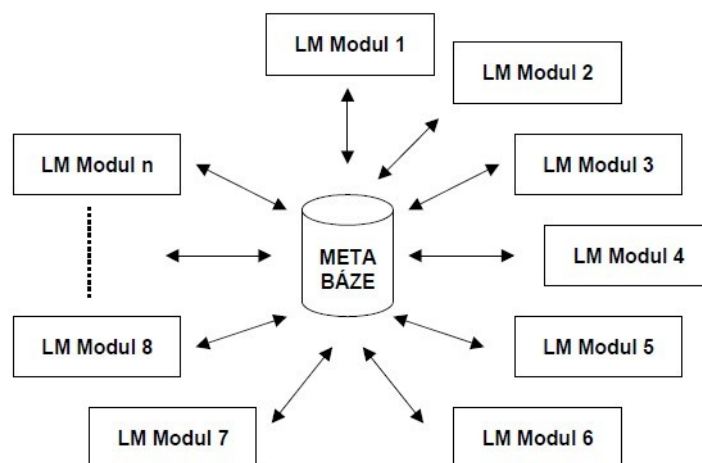 LM Modul 1
LM Modul 2
LM Modul n
LM Modul 3
META
BÁZE
LM Modul 4
LM Modul 8
LM Modul 5
LM Modul 7
LM Modul 6